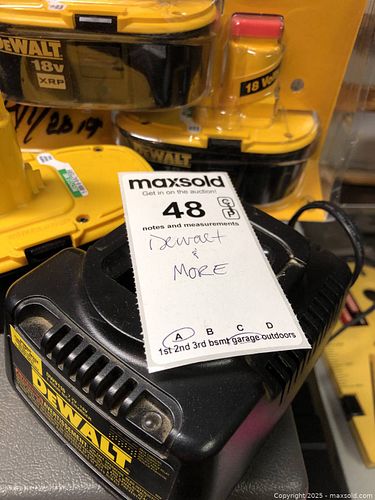 DEWALT
18v
XRP
18 Volt
DEWALT
maxsold
Get in on the auction!
48
notes and measurements
Dewalt
&
MORE
A B C D
1st 2nd 3rd bsmt garage outdoors
DEWALT
Copyright 2025 - maxsold.com